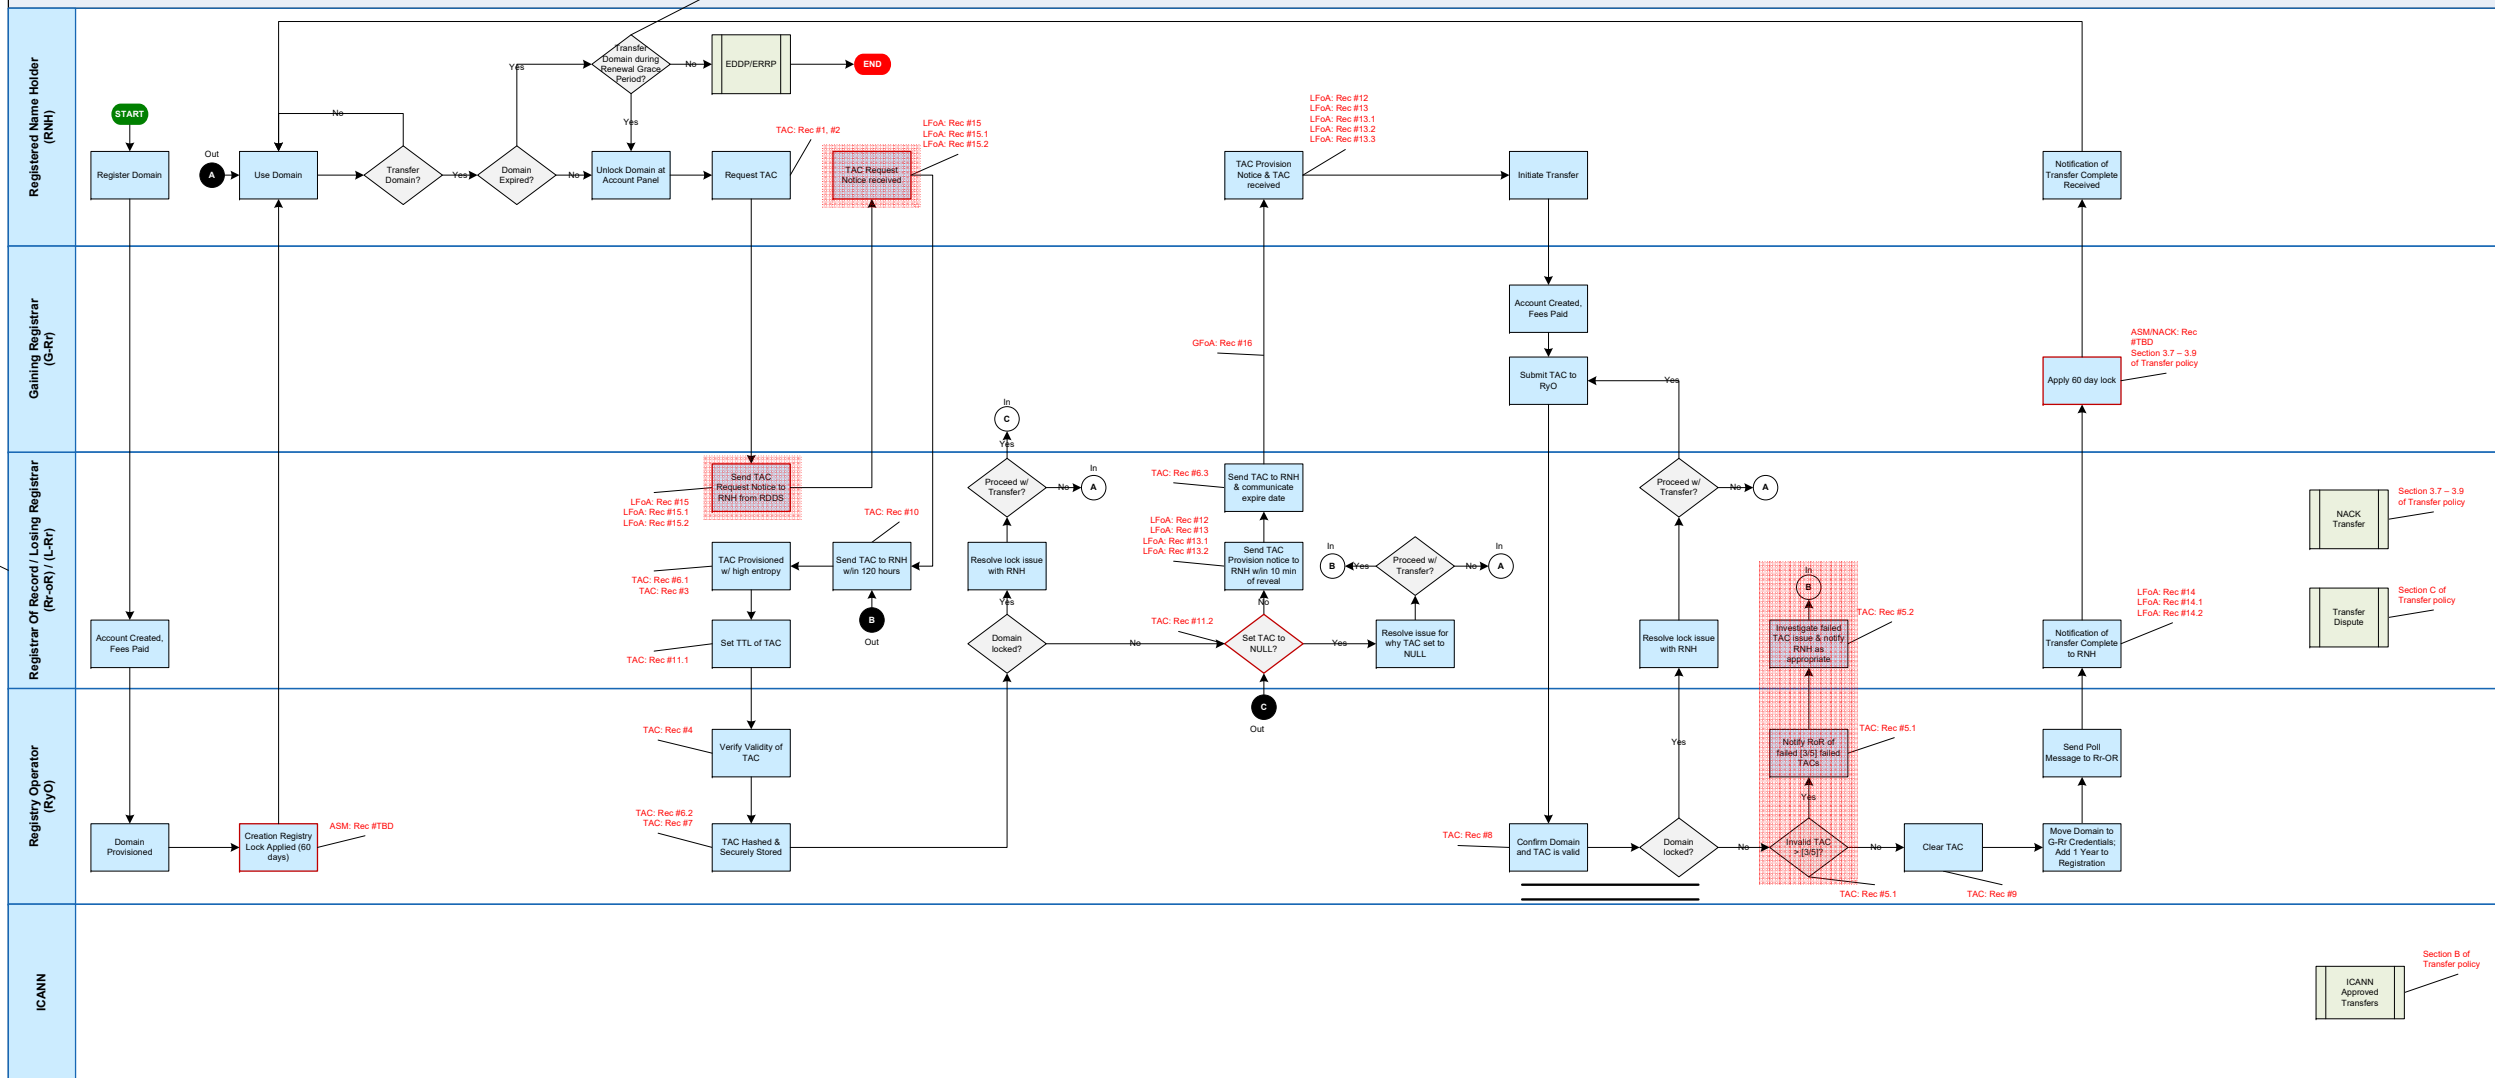 Registered Name Holder
(RNH)
START
Register Domain
Out
A
Use Domain
No
Transfer
Domain?
Yes
Domain
Expired?
Yes
No
Transfer
Domain during
Renewal Grace
Period?
No
Yes
EDDP/ERRP
END
Unlock Domain at
Account Panel
Request TAC
TAC: Rec #1, #2
TAC Request
Notice received
LFoA: Rec #15
LFoA: Rec #15.1
LFoA: Rec #15.2
TAC Provision
Notice & TAC
received
LFoA: Rec #12
LFoA: Rec #13
LFoA: Rec #13.1
LFoA: Rec #13.2
LFoA: Rec #13.3
Initiate Transfer
Notification of
Transfer Complete
Received
Gaining Registrar
(G-Rr)
In
C
Yes
GFoA: Rec #16
Account Created,
Fees Paid
Submit TAC to
RyO
Yes
Apply 60 day lock
ASM/NACK: Rec
#TBD
Section 3.7 – 3.9
of Transfer policy
Registrar Of Record / Losing Registrar
(Rr-oR) / (L-Rr)
Account Created,
Fees Paid
Send TAC
Request Notice to
RNH from RDDS
LFoA: Rec #15
LFoA: Rec #15.1
LFoA: Rec #15.2
TAC: Rec #10
TAC Provisioned
w/ high entropy
TAC: Rec #6.1
TAC: Rec #3
Send TAC to RNH
w/in 120 hours
B
Out
Set TTL of TAC
TAC: Rec #11.1
Proceed w/
Transfer?
No
In
A
Resolve lock issue
with RNH
Yes
Domain
locked?
No
TAC: Rec #6.3
Send TAC to RNH
& communicate
expire date
LFoA: Rec #12
LFoA: Rec #13
LFoA: Rec #13.1
LFoA: Rec #13.2
Send TAC
Provision notice to
RNH w/in 10 min
of reveal
No
TAC: Rec #11.2
Set TAC to
NULL?
Yes
Resolve issue for
why TAC set to
NULL
In
B
Yes
Proceed w/
Transfer?
No
In
A
Proceed w/
Transfer?
No
A
Resolve lock issue
with RNH
In
B
Investigate failed
TAC issue & notify
RNH as
appropriate
TAC: Rec #5.2
Notification of
Transfer Complete
to RNH
LFoA: Rec #14
LFoA: Rec #14.1
LFoA: Rec #14.2
NACK
Transfer
Section 3.7 – 3.9
of Transfer policy
Transfer
Dispute
Section C of
Transfer policy
Registry Operator
(RyO)
Domain
Provisioned
Creation Registry
Lock Applied (60
days)
ASM: Rec #TBD
Verify Validity of
TAC
TAC: Rec #4
TAC Hashed &
Securely Stored
TAC: Rec #6.2
TAC: Rec #7
C
Out
TAC: Rec #8
Confirm Domain
and TAC is valid
Domain
locked?
Yes
No
Notify RoR of
failed [3/5] failed
TACs
TAC: Rec #5.1
Yes
Invalid TAC
> [3/5]?
TAC: Rec #5.1
No
Clear TAC
TAC: Rec #9
Send Poll
Message to Rr-OR
Move Domain to
G-Rr Credentials;
Add 1 Year to
Registration
ICANN
ICANN
Approved
Transfers
Section B of
Transfer policy